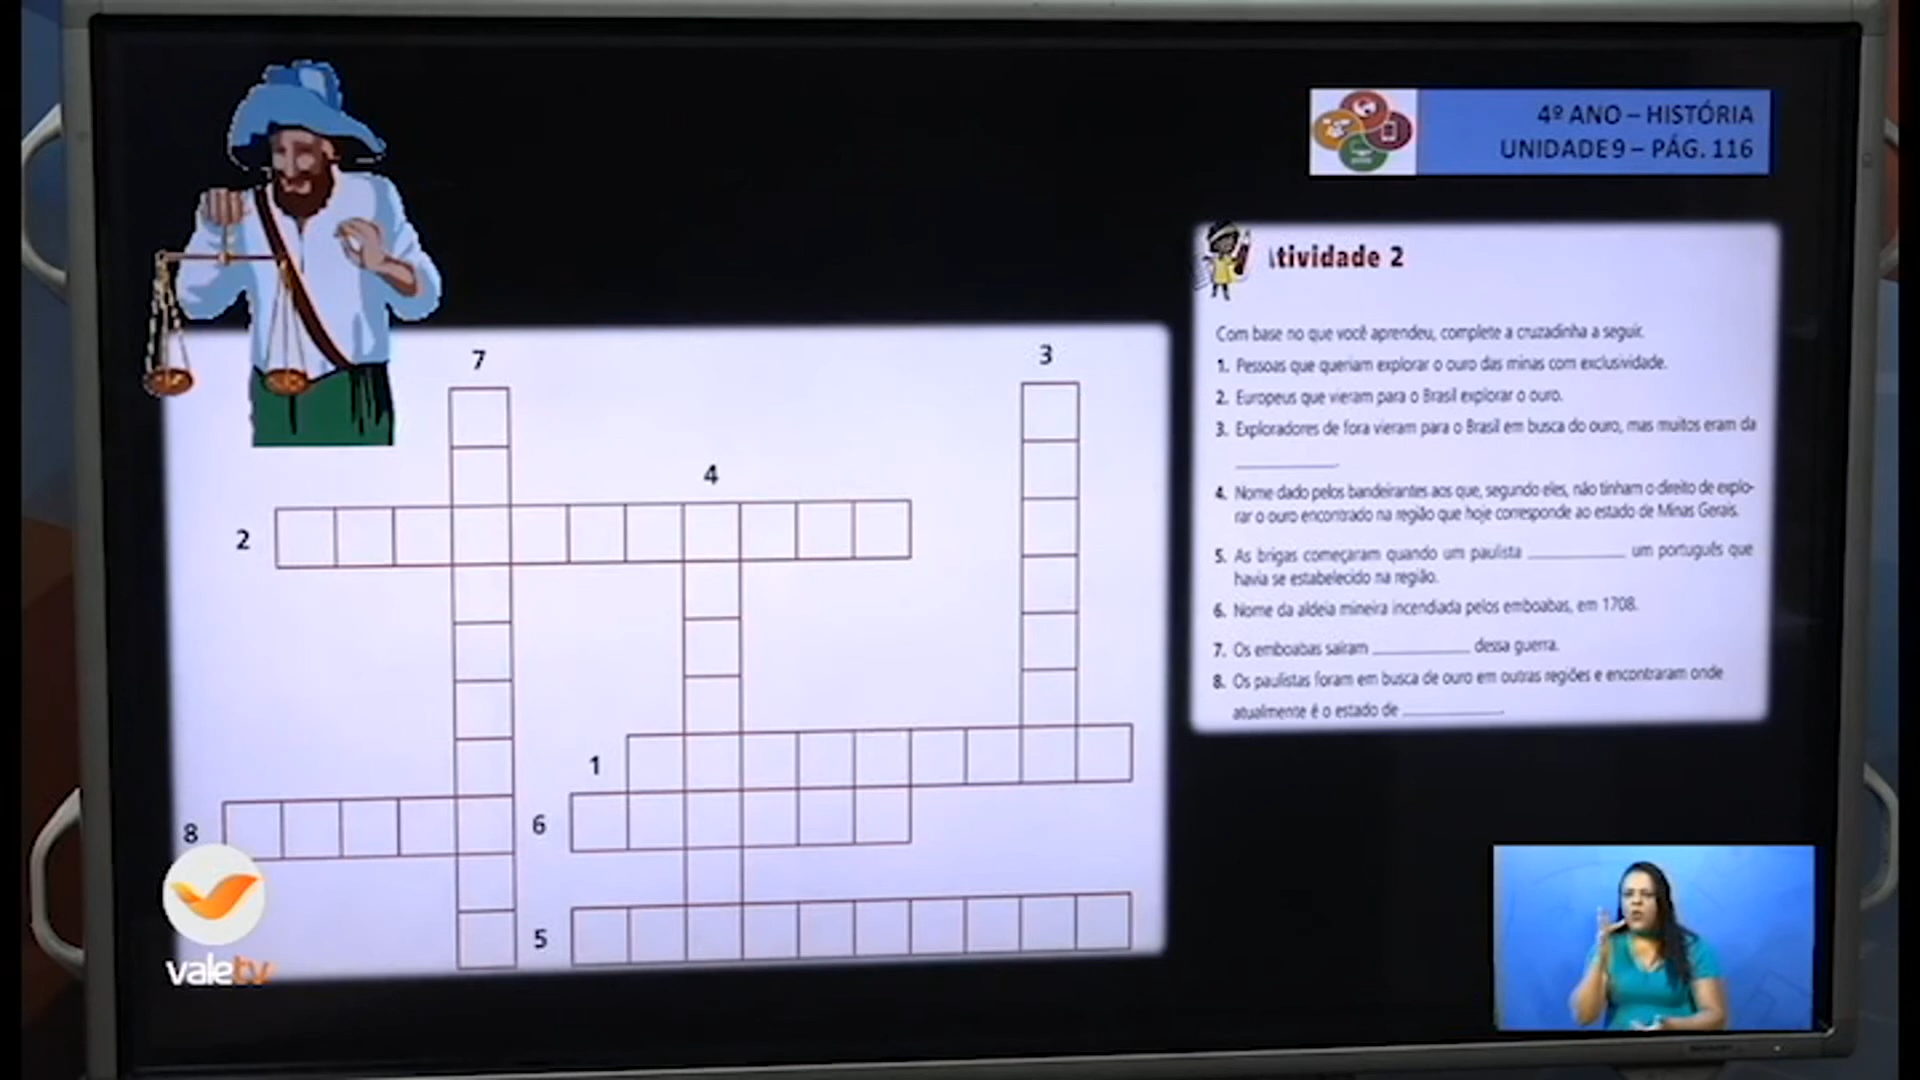 4º ANO – HISTÓRIA
UNIDADE 9 – PÁG. 116
tividade 2
Com base no que você aprendeu, complete a cruzadinha a seguir.
1. Pessoas que queriam explorar o ouro das minas com exclusividade.
2. Europeus que vieram para o Brasil explorar o ouro.
3. Exploradores de fora vieram para o Brasil em busca do ouro, mas muitos eram da
____________.
4. Nome dado pelos bandeirantes aos que, segundo eles, não tinham o direito de explo-
rar o ouro encontrado na região que hoje corresponde ao estado de Minas Gerais.
5. As brigas começaram quando um paulista ____________ um português que
havia se estabelecido na região.
6. Nome da aldeia mineira incendiada pelos emboabas, em 1708.
7. Os emboabas saíram ____________ dessa guerra.
8. Os paulistas foram em busca de ouro em outras regiões e encontraram onde
atualmente é o estado de ____________.
7
3
4
2
1
8
6
5
valetv